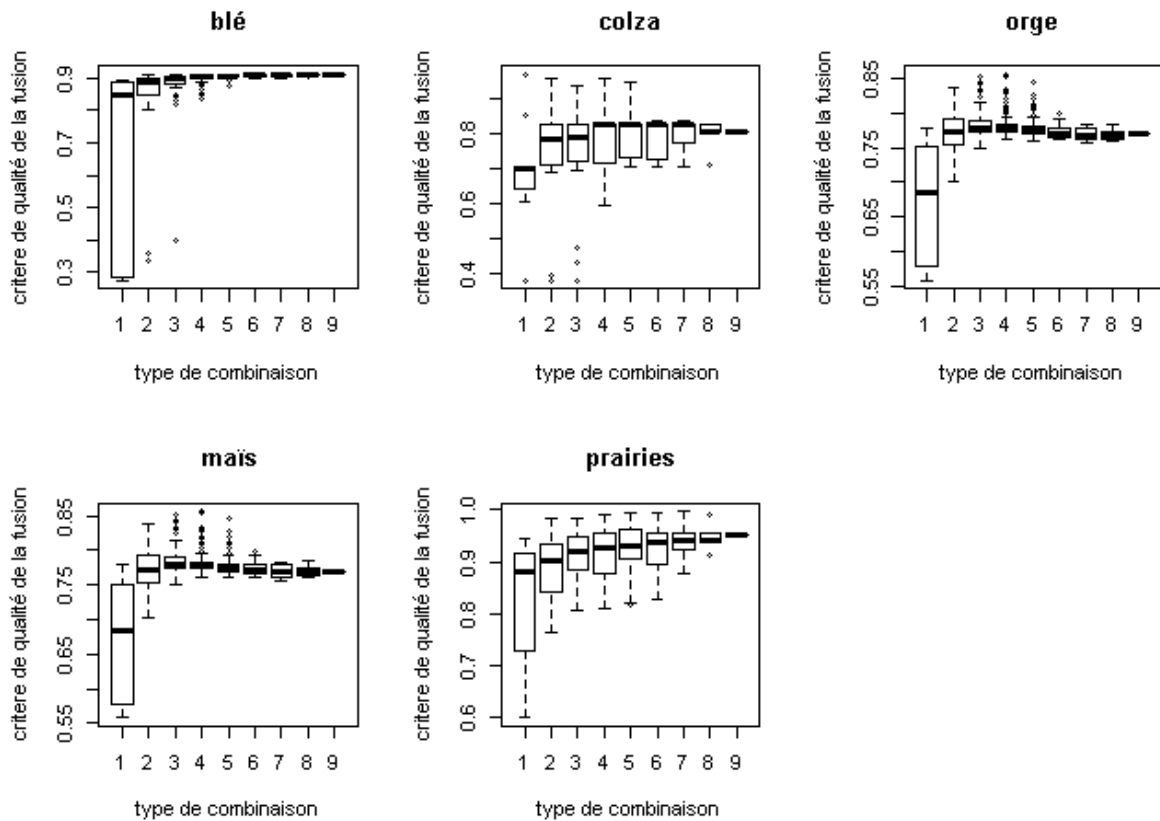 blé
critere de qualité de la fusion
0.9
0.7
0.5
0.3
1 2 3 4 5 6 7 8 9
type de combinaison
colza
critere de qualité de la fusion
0.8
0.6
0.4
1 2 3 4 5 6 7 8 9
type de combinaison
orge
critere de qualité de la fusion
0.85
0.75
0.65
0.55
1 2 3 4 5 6 7 8 9
type de combinaison
maïs
critere de qualité de la fusion
0.85
0.75
0.65
0.55
1 2 3 4 5 6 7 8 9
type de combinaison
prairies
critere de qualité de la fusion
1.0
0.9
0.8
0.7
0.6
1 2 3 4 5 6 7 8 9
type de combinaison